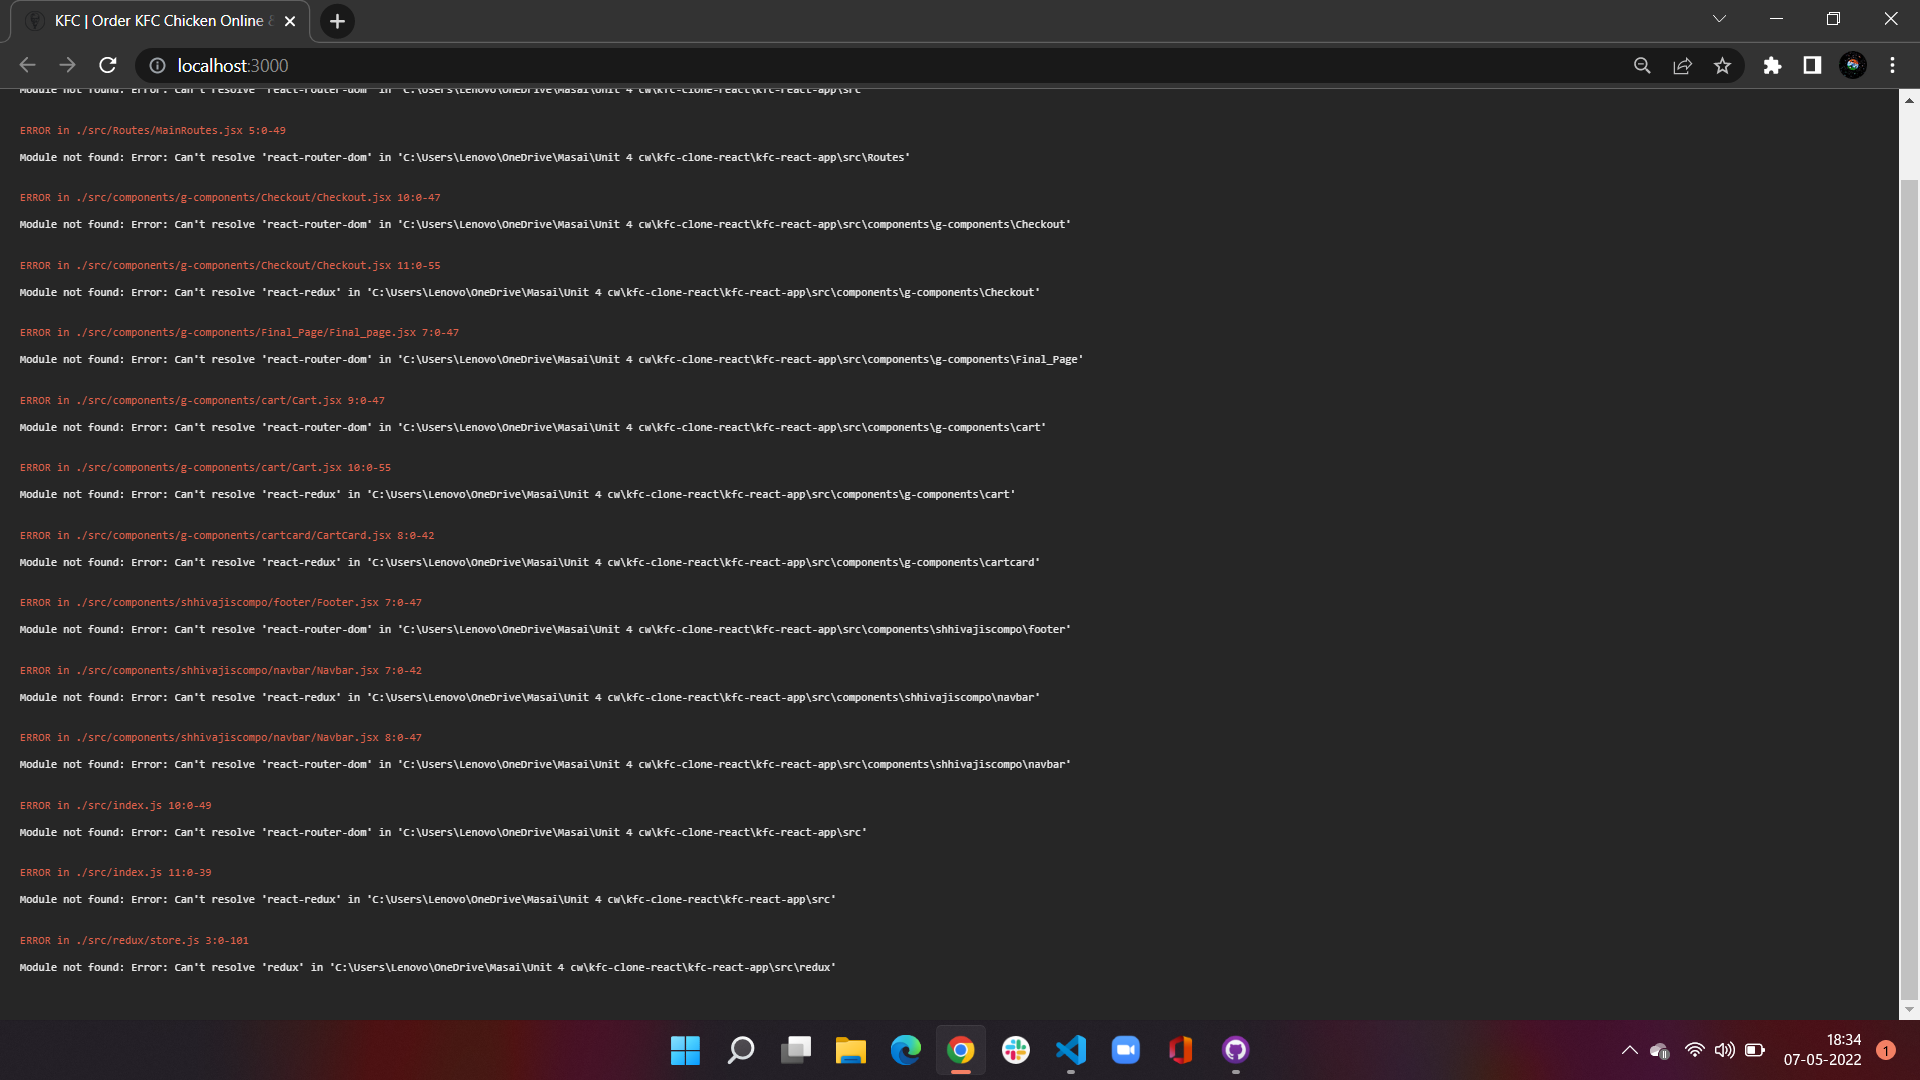 KFC | Order KFC Chicken Online &
localhost:3000
Module not found: Error: Can't resolve 'react-router-dom' in 'C:\Users\Lenovo\OneDrive\Masai\Unit 4 cw\kfc-clone-react\kfc-react-app\src'
ERROR in ./src/Routes/MainRoutes.jsx 5:0-49
Module not found: Error: Can't resolve 'react-router-dom' in 'C:\Users\Lenovo\OneDrive\Masai\Unit 4 cw\kfc-clone-react\kfc-react-app\src\Routes'
ERROR in ./src/components/g-components/Checkout/Checkout.jsx 10:0-47
Module not found: Error: Can't resolve 'react-router-dom' in 'C:\Users\Lenovo\OneDrive\Masai\Unit 4 cw\kfc-clone-react\kfc-react-app\src\components\g-components\Checkout'
ERROR in ./src/components/g-components/Checkout/Checkout.jsx 11:0-55
Module not found: Error: Can't resolve 'react-redux' in 'C:\Users\Lenovo\OneDrive\Masai\Unit 4 cw\kfc-clone-react\kfc-react-app\src\components\g-components\Checkout'
ERROR in ./src/components/g-components/Final_Page/Final_page.jsx 7:0-47
Module not found: Error: Can't resolve 'react-router-dom' in 'C:\Users\Lenovo\OneDrive\Masai\Unit 4 cw\kfc-clone-react\kfc-react-app\src\components\g-components\Final_Page'
ERROR in ./src/components/g-components/cart/Cart.jsx 9:0-47
Module not found: Error: Can't resolve 'react-router-dom' in 'C:\Users\Lenovo\OneDrive\Masai\Unit 4 cw\kfc-clone-react\kfc-react-app\src\components\g-components\cart'
ERROR in ./src/components/g-components/cart/Cart.jsx 10:0-55
Module not found: Error: Can't resolve 'react-redux' in 'C:\Users\Lenovo\OneDrive\Masai\Unit 4 cw\kfc-clone-react\kfc-react-app\src\components\g-components\cart'
ERROR in ./src/components/g-components/cartcard/CartCard.jsx 8:0-42
Module not found: Error: Can't resolve 'react-redux' in 'C:\Users\Lenovo\OneDrive\Masai\Unit 4 cw\kfc-clone-react\kfc-react-app\src\components\g-components\cartcard'
ERROR in ./src/components/shhivajiscompo/footer/Footer.jsx 7:0-47
Module not found: Error: Can't resolve 'react-router-dom' in 'C:\Users\Lenovo\OneDrive\Masai\Unit 4 cw\kfc-clone-react\kfc-react-app\src\components\shhivajiscompo\footer'
ERROR in ./src/components/shhivajiscompo/navbar/Navbar.jsx 7:0-42
Module not found: Error: Can't resolve 'react-redux' in 'C:\Users\Lenovo\OneDrive\Masai\Unit 4 cw\kfc-clone-react\kfc-react-app\src\components\shhivajiscompo\navbar'
ERROR in ./src/components/shhivajiscompo/navbar/Navbar.jsx 8:0-47
Module not found: Error: Can't resolve 'react-router-dom' in 'C:\Users\Lenovo\OneDrive\Masai\Unit 4 cw\kfc-clone-react\kfc-react-app\src\components\shhivajiscompo\navbar'
ERROR in ./src/index.js 10:0-49
Module not found: Error: Can't resolve 'react-router-dom' in 'C:\Users\Lenovo\OneDrive\Masai\Unit 4 cw\kfc-clone-react\kfc-react-app\src'
ERROR in ./src/index.js 11:0-39
Module not found: Error: Can't resolve 'react-redux' in 'C:\Users\Lenovo\OneDrive\Masai\Unit 4 cw\kfc-clone-react\kfc-react-app\src'
ERROR in ./src/redux/store.js 3:0-101
Module not found: Error: Can't resolve 'redux' in 'C:\Users\Lenovo\OneDrive\Masai\Unit 4 cw\kfc-clone-react\kfc-react-app\src\redux'
18:34
07-05-2022
1